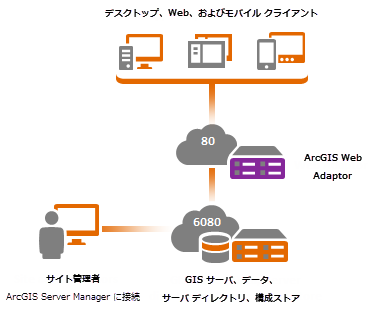 デスクトップ、Web、およびモバイル クライアント
80
ArcGIS Web
Adaptor
6080
サイト管理者
ArcGIS Server Manager に接続
GIS サーバ、データ、
サーバ ディレクトリ、構成ストア